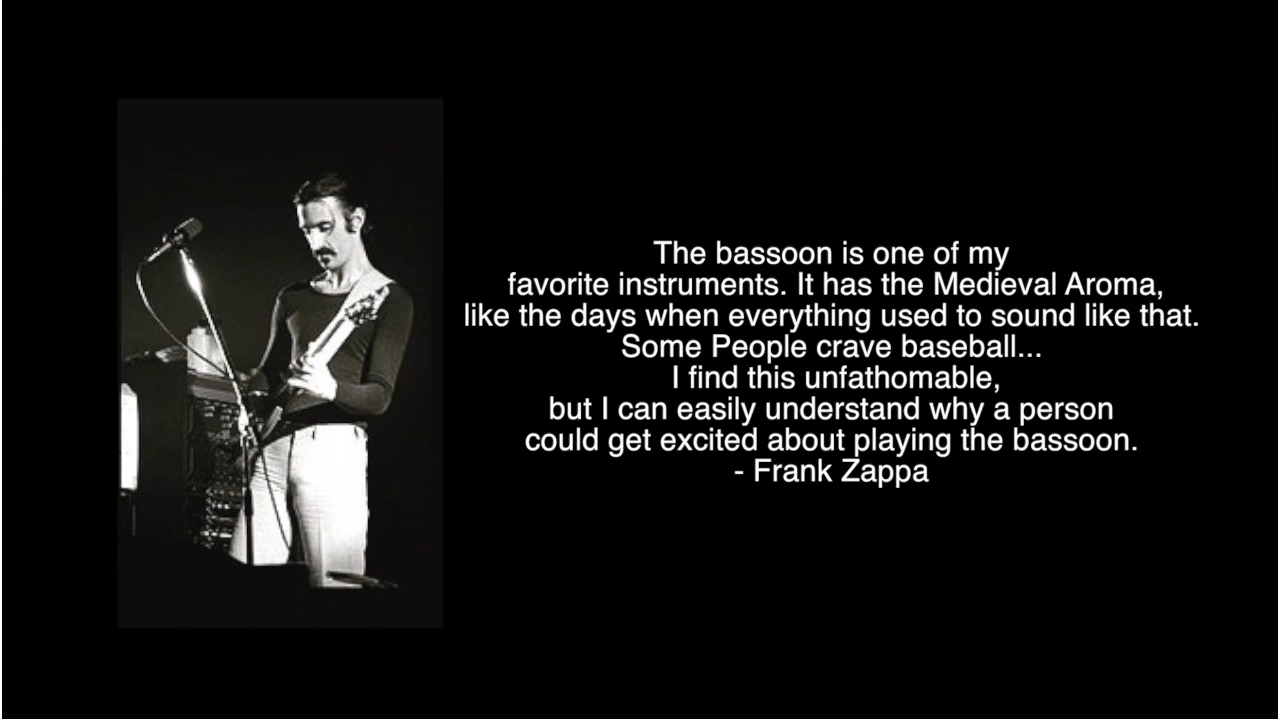 The bassoon is one of my
favorite instruments. It has the Medieval Aroma,
like the days when everything used to sound like that.
Some People crave baseball...
I find this unfathomable,
but I can easily understand why a person
could get excited about playing the bassoon.
- Frank Zappa